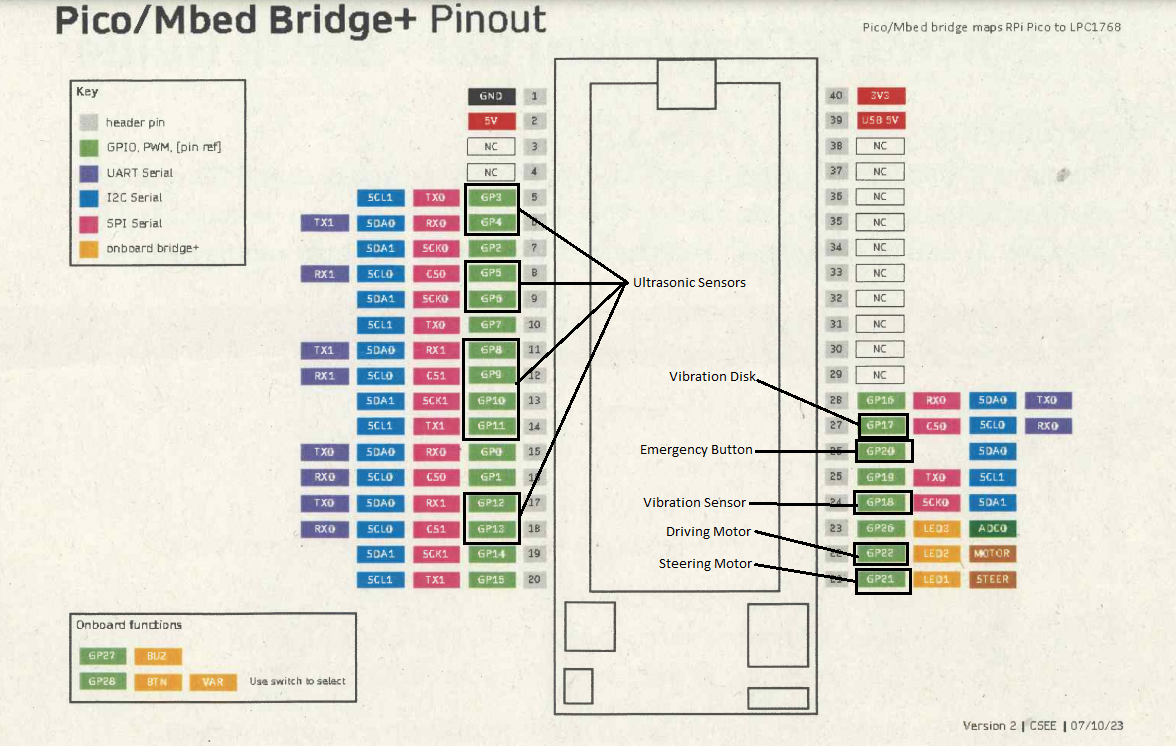 Pico/Mbed Bridge+ Pinout
Pico/Mbed bridge maps RPi Pico to LPC1768
Key
header pin
GPIO, PWM, [pin ref]
UART Serial
I2C Serial
SPI Serial
onboard bridge+
GND 1
5V 2
NC 3
NC 4
SCL1 TX0 GP3 5
TX1 SDA0 RX0 GP4
SDA1 SCK0 GP2 7
RX1 SCL0 CS0 GP5 8
SDA1 SCK0 GP6 9
SCL1 TX0 GP7 10
TX1 SDA0 RX1 GP8 11
RX1 SCL0 CS1 GP9 12
SDA1 SCK1 GP10 13
SCL1 TX1 GP11 14
TX0 SDA0 RX0 GP0 15
RX0 SCL0 CS0 GP1
TX0 SDA0 RX1 GP12 17
RX0 SCL0 CS1 GP13 18
SDA1 SCK1 GP14 19
SCL1 TX1 GP15 20
Ultrasonic Sensors
Vibration Disk
Emergency Button
Vibration Sensor
Driving Motor
Steering Motor
40 3V3
39 USB 5V
38 NC
37 NC
36 NC
35 NC
34 NC
33 NC
32 NC
31 NC
30 NC
29 NC
28 GP16 RX0 SDA0 TX0
27 GP17 CS0 SCL0 RX0
GP20 SDA0
25 GP19 TX0 SCL1
24 GP18 SCK0 SDA1
23 GP26 LED3 ADC0
GP22 LED2 MOTOR
GP21 LED1 STEER
Onboard functions
GP27 BUZ
GP28 BTN VAR Use switch to select
Version 2 | CSEE | 07/10/23